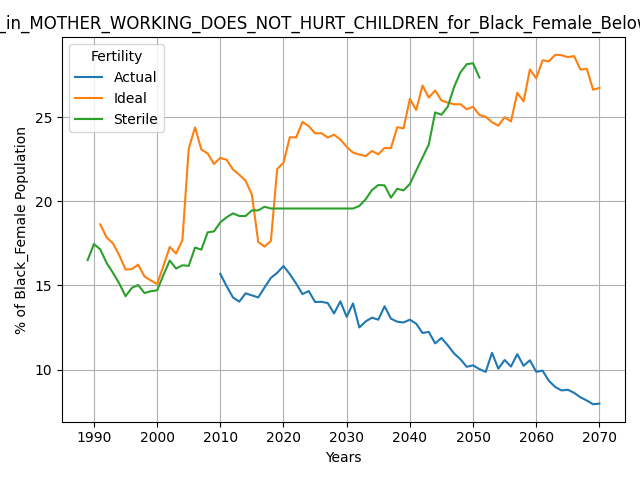 _in_MOTHER_WORKING_DOES_NOT_HURT_CHILDREN_for_Black_Female_Below
Fertility
Actual
Ideal
Sterile
% of Black_Female Population
25
20
15
10
1990 2000 2010 2020 2030 2040 2050 2060 2070
Years